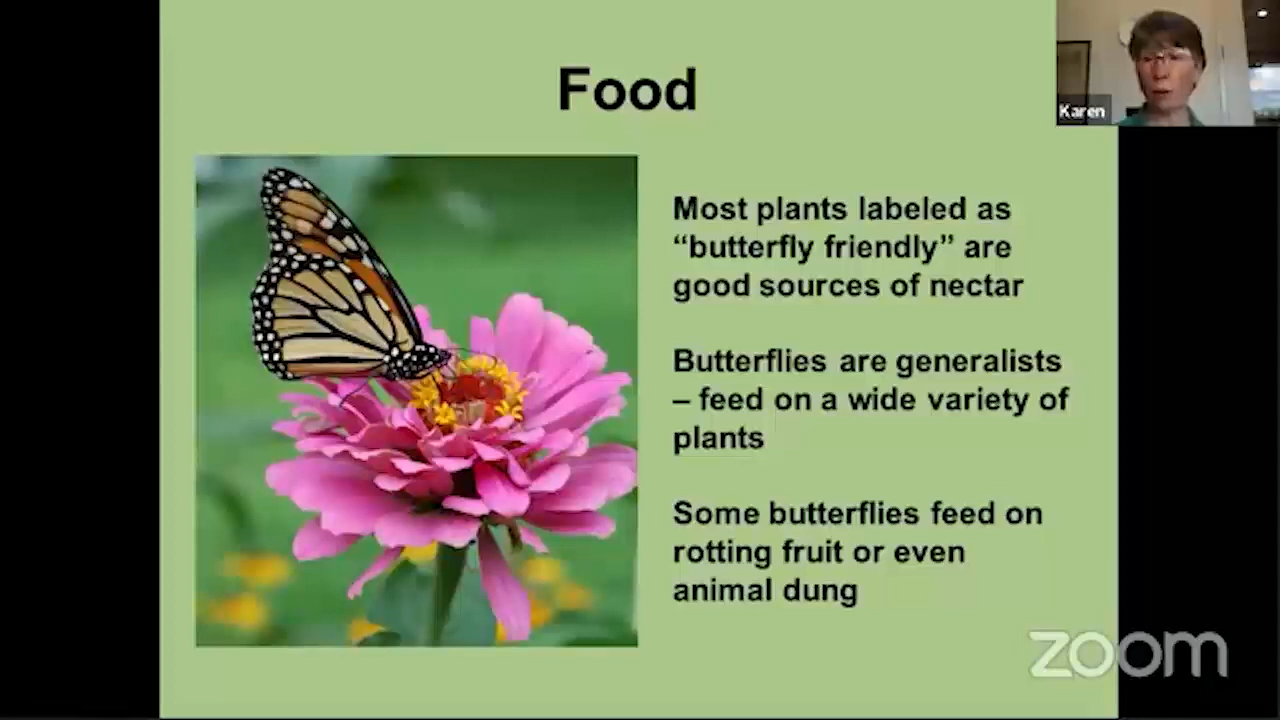 Food
Karen
Most plants labeled as
“butterfly friendly” are
good sources of nectar
Butterflies are generalists
– feed on a wide variety of
plants
Some butterflies feed on
rotting fruit or even
animal dung
zoom